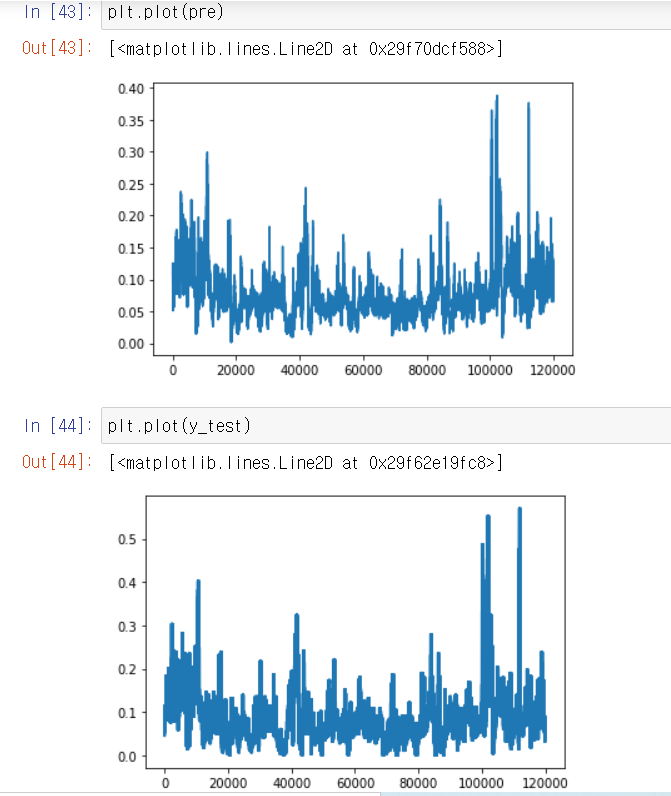 In [43]: plt.plot(pre)
Out[43]: [<matplotlib.lines.Line2D at 0x29f70dcf588>]
0.40
0.35
0.30
0.25
0.20
0.15
0.10
0.05
0.00
0 20000 40000 60000 80000 100000 120000
In [44]: plt.plot(y_test)
Out[44]: [<matplotlib.lines.Line2D at 0x29f62e19fc8>]
0.5
0.4
0.3
0.2
0.1
0.0
0 20000 40000 60000 80000 100000 120000